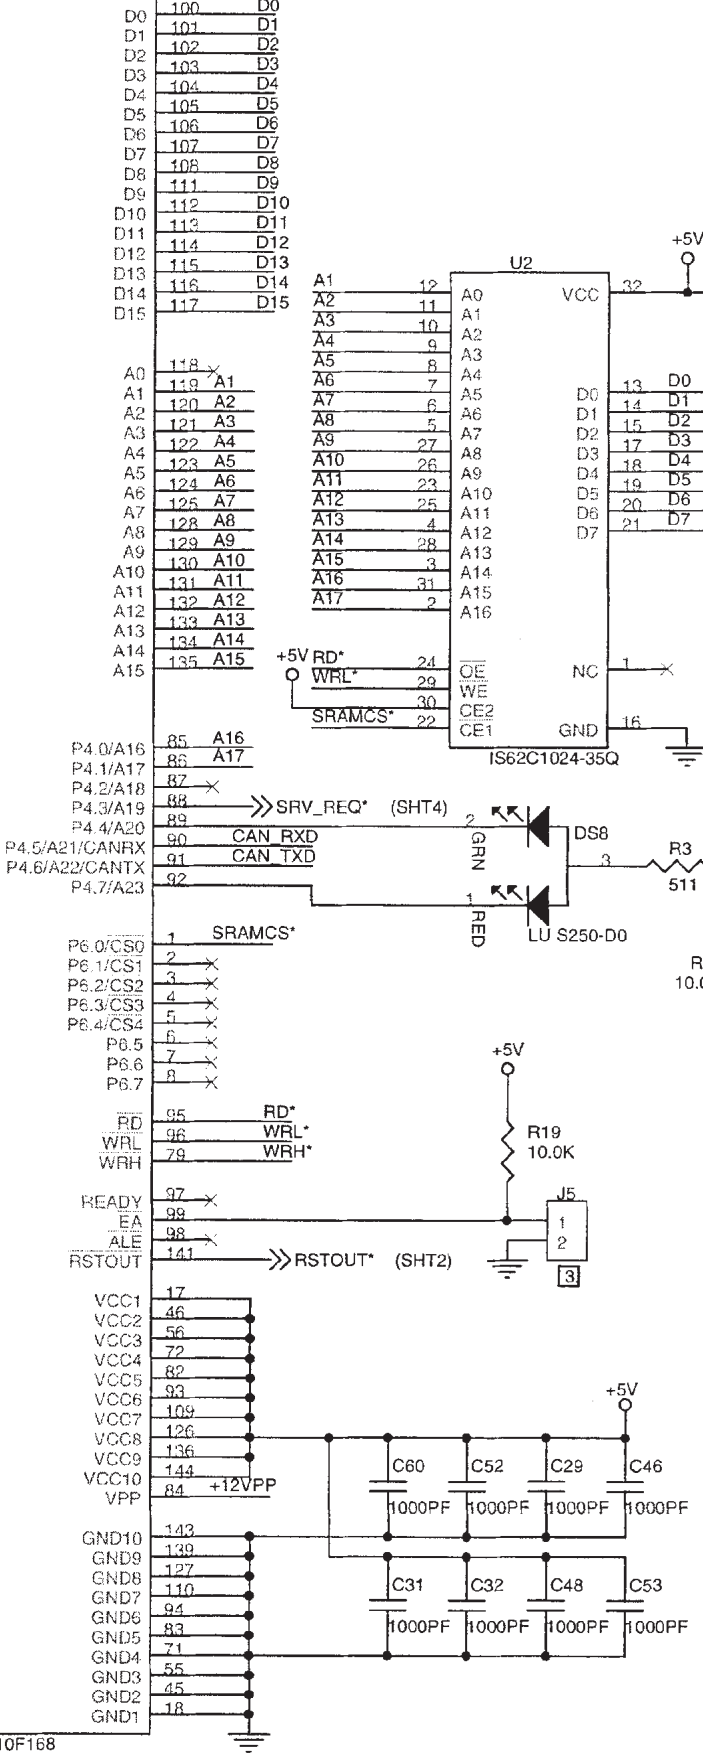 D0 100 D0
D1 101 D1
D2 102 D2
D3 103 D3
D4 104 D4
D5 105 D5
D6 106 D6
D7 107 D7
D8 108 D8
D9 111 D9
D10 112 D10
D11 113 D11
D12 114 D12
D13 115 D13
D14 116 D14
D15 117 D15
A0 118
A1 119 A1
A2 120 A2
A3 121 A3
A4 122 A4
A5 123 A5
A6 124 A6
A7 125 A7
A8 128 A8
A9 129 A9
A10 130 A10
A11 131 A11
A12 132 A12
A13 133 A13
A14 134 A14
A15 135 A15
U2
+5V
A1 12 A0 VCC 32
A2 11 A1
A3 10 A2
A4 9 A3
A5 8 A4
A6 7 A5 D0 13 D0
A7 6 A6 D1 14 D1
A8 5 A7 D2 15 D2
A9 27 A8 D3 17 D3
A10 26 A9 D4 18 D4
A11 23 A10 D5 19 D5
A12 25 A11 D6 20 D6
A13 4 A12 D7 21 D7
A14 28 A13
A15 3 A14
A16 31 A15
A17 2 A16
+5V RD* 24 OE NC 1
WRL* 29 WE
30 CE2
SRAMCS* 22 CE1 GND 16
IS62C1024-35Q
P4.0/A16 85 A16
P4.1/A17 86 A17
P4.2/A18 87
P4.3/A19 88 SRV_REQ* (SHT4)
P4.4/A20 89 2 GRN DS8
P4.5/A21/CANRX 90 CAN_RXD
P4.6/A22/CANTX 91 CAN_TXD 3 R3
511
P4.7/A23 92 1 RED
LU S250-D0
P6.0/CS0 1 SRAMCS*
P6.1/CS1 2
P6.2/CS2 3
P6.3/CS3 4
P6.4/CS4 5
P6.5 6
P6.6 7
P6.7 8
R
10.0
RD 95 RD*
WRL 96 WRL*
WRH 79 WRH*
+5V
R19
10.0K
READY 97
EA 99
ALE 98
RSTOUT 141 RSTOUT* (SHT2)
J5
1
2
3
VCC1 17
VCC2 46
VCC3 56
VCC4 72
VCC5 82
VCC6 93
VCC7 109
VCC8 126
VCC9 136
VCC10 144
VPP 84 +12VPP
+5V
C60 C52 C29 C46
1000PF 1000PF 1000PF 1000PF
GND10 143
GND9 139
GND8 127
GND7 110
GND6 94
GND5 83
GND4 71
GND3 55
GND2 45
GND1 18
C31 C32 C48 C53
1000PF 1000PF 1000PF 1000PF
10F168